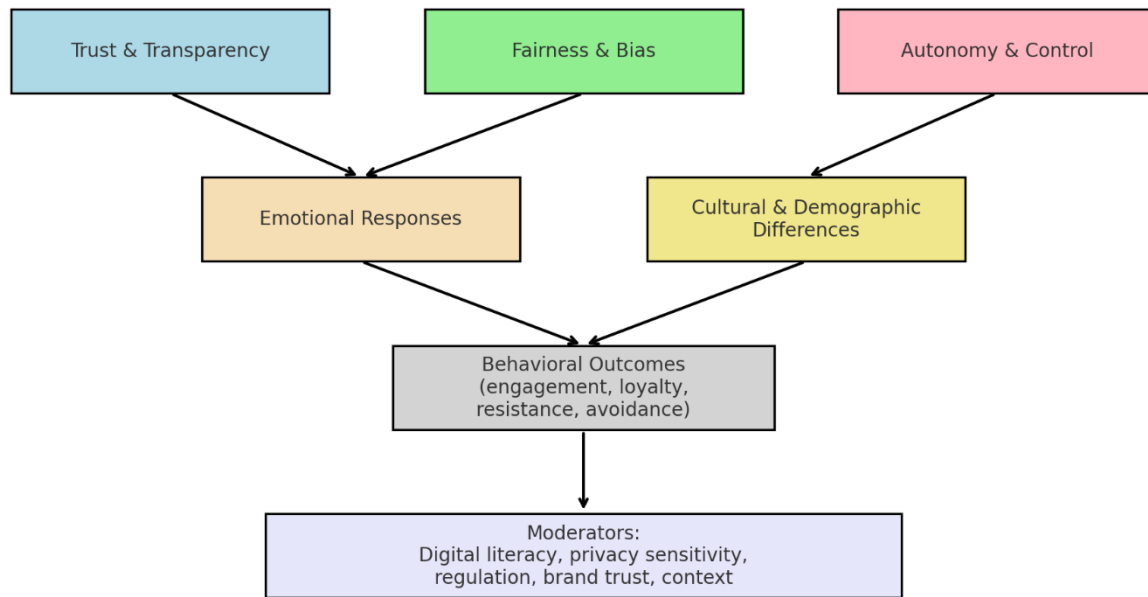 Trust & Transparency
Fairness & Bias
Autonomy & Control
Emotional Responses
Cultural & Demographic
Differences
Behavioral Outcomes
(engagement, loyalty,
resistance, avoidance)
Moderators:
Digital literacy, privacy sensitivity,
regulation, brand trust, context